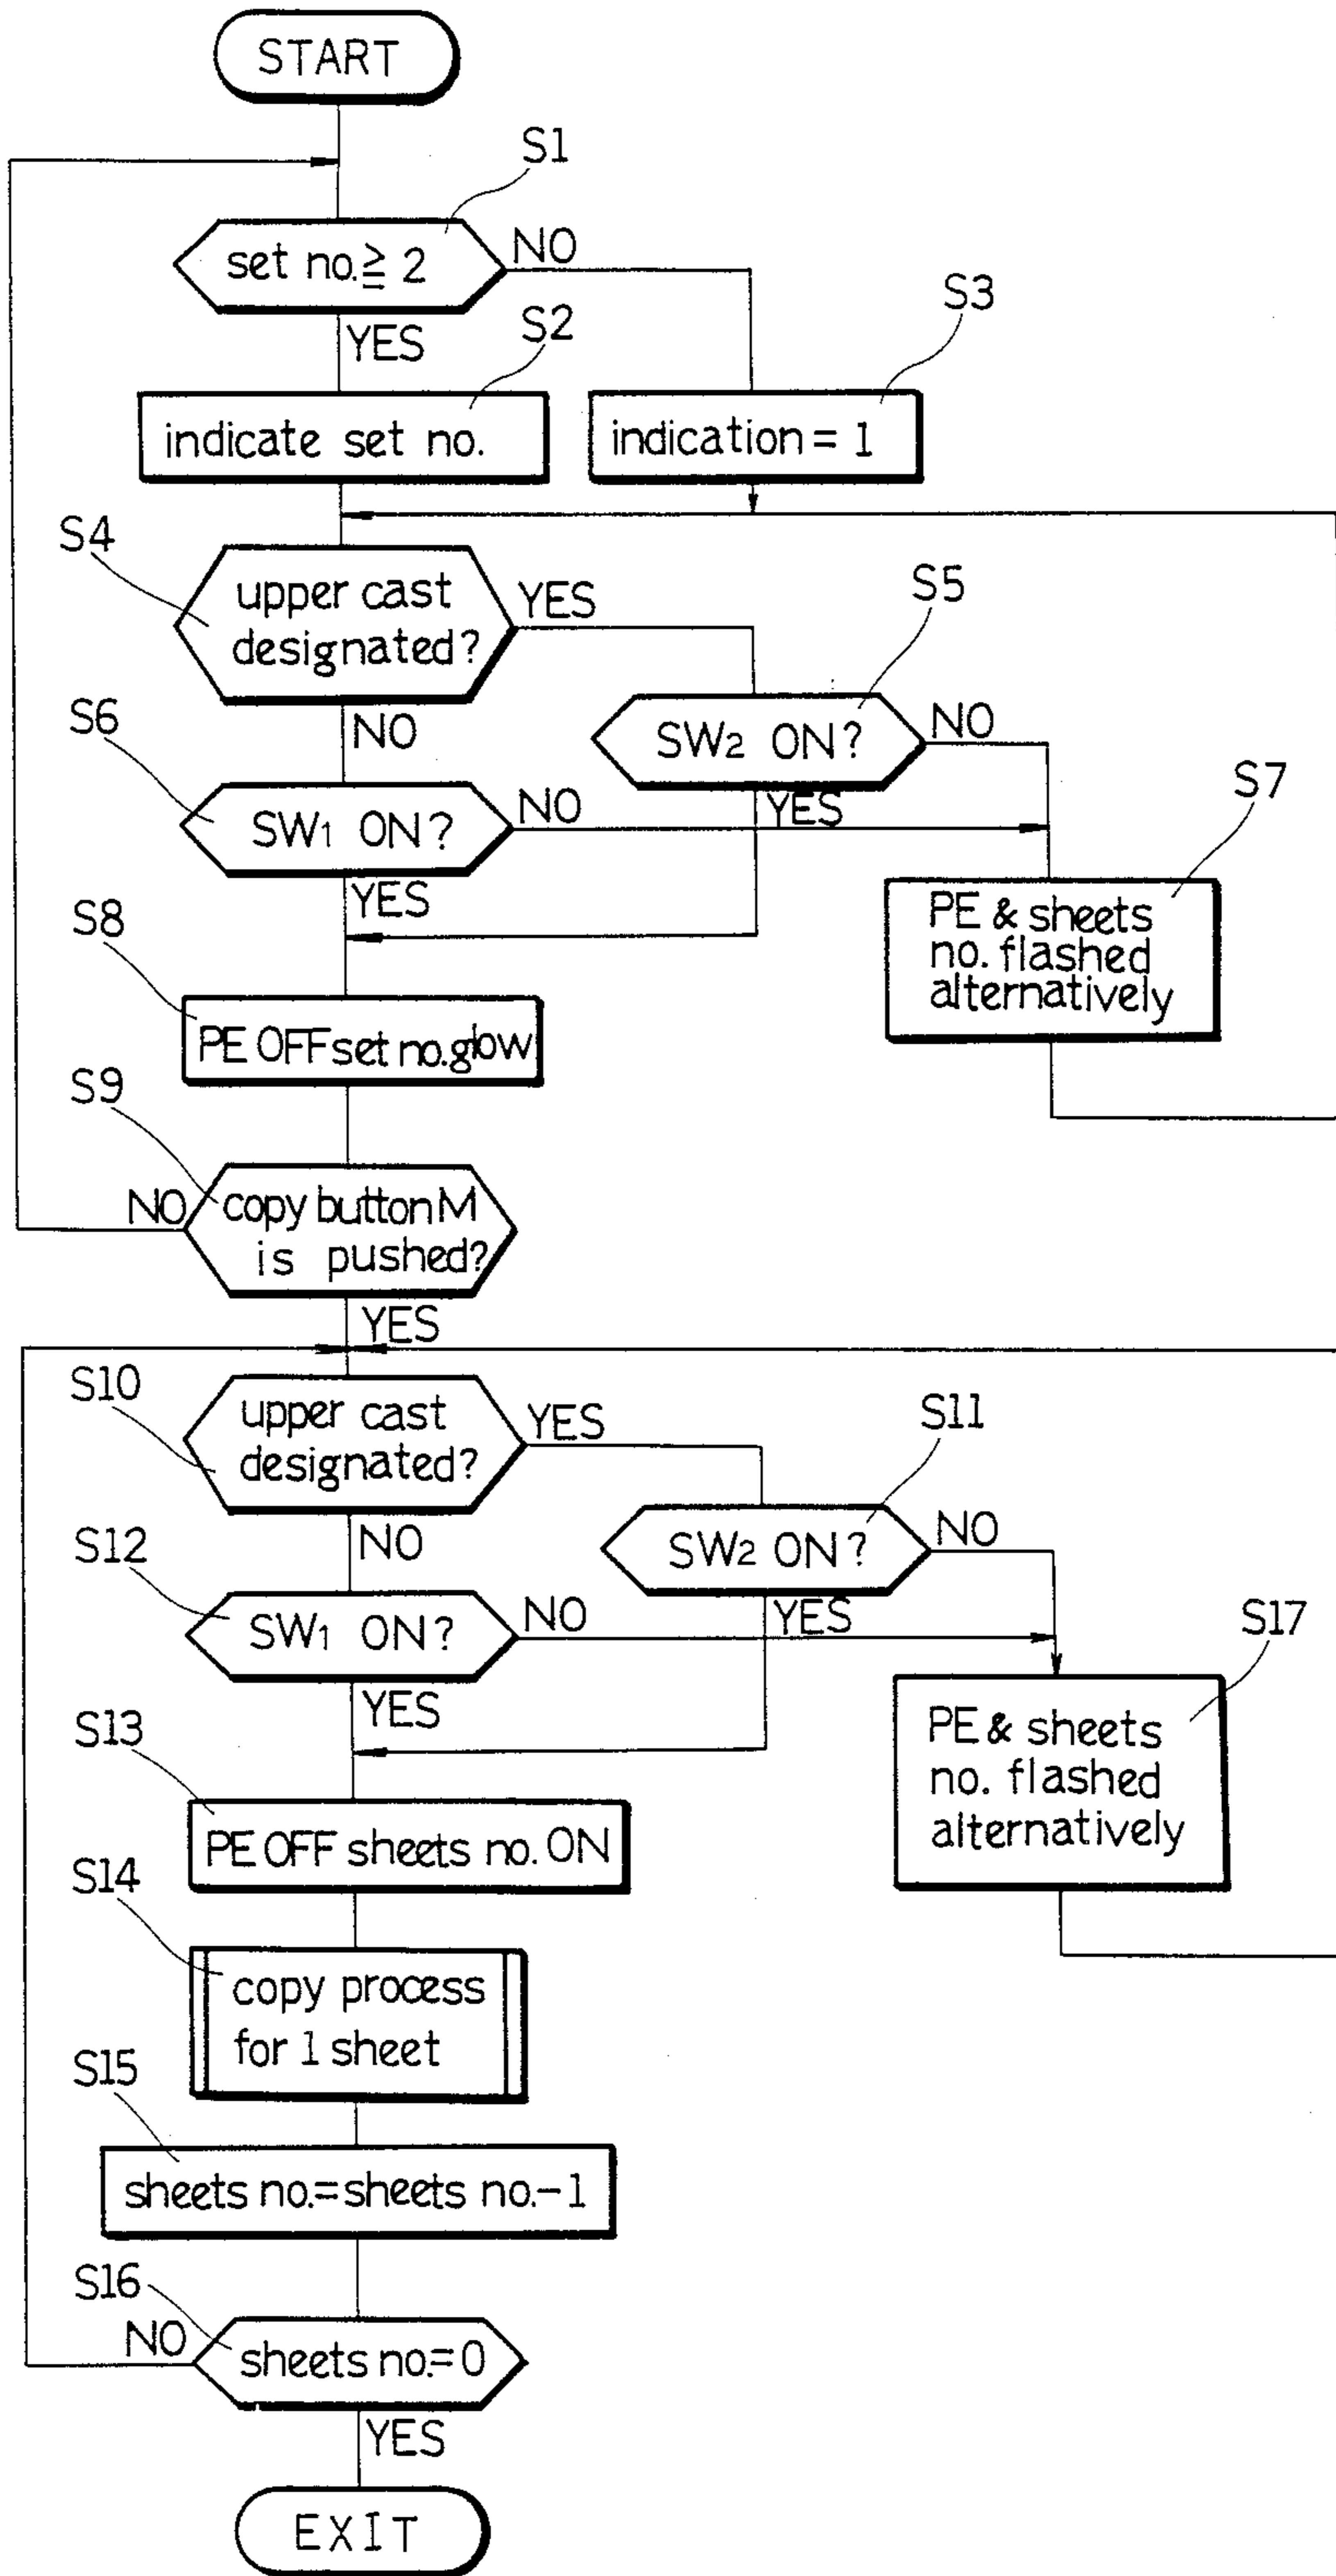 START
S1
set no. ≧ 2
NO
YES
S2
S3
indicate set no.
indication = 1
S4
upper cast
designated?
YES
S5
NO
S6
SW2 ON?
NO
SW1 ON?
NO
YES
S7
YES
PE & sheets
no. flashed
alternatively
S8
PE OFF set no. glow
S9
NO
copy button M
is pushed?
YES
S10
upper cast
designated?
YES
S11
NO
S12
SW2 ON?
NO
SW1 ON?
NO
YES
S17
YES
PE & sheets
no. flashed
alternatively
S13
PE OFF sheets no. ON
S14
copy process
for 1 sheet
S15
sheets no.=sheets no.-1
S16
NO
sheets no.=0
YES
EXIT